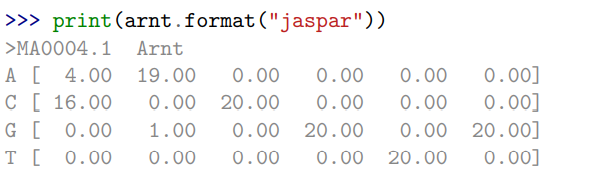 >>> print(arnt.format("jaspar"))
>MA0004.1  Arnt
A [  4.00  19.00   0.00   0.00   0.00   0.00]
C [ 16.00   0.00  20.00   0.00   0.00   0.00]
G [  0.00   1.00   0.00  20.00   0.00  20.00]
T [  0.00   0.00   0.00   0.00  20.00   0.00]